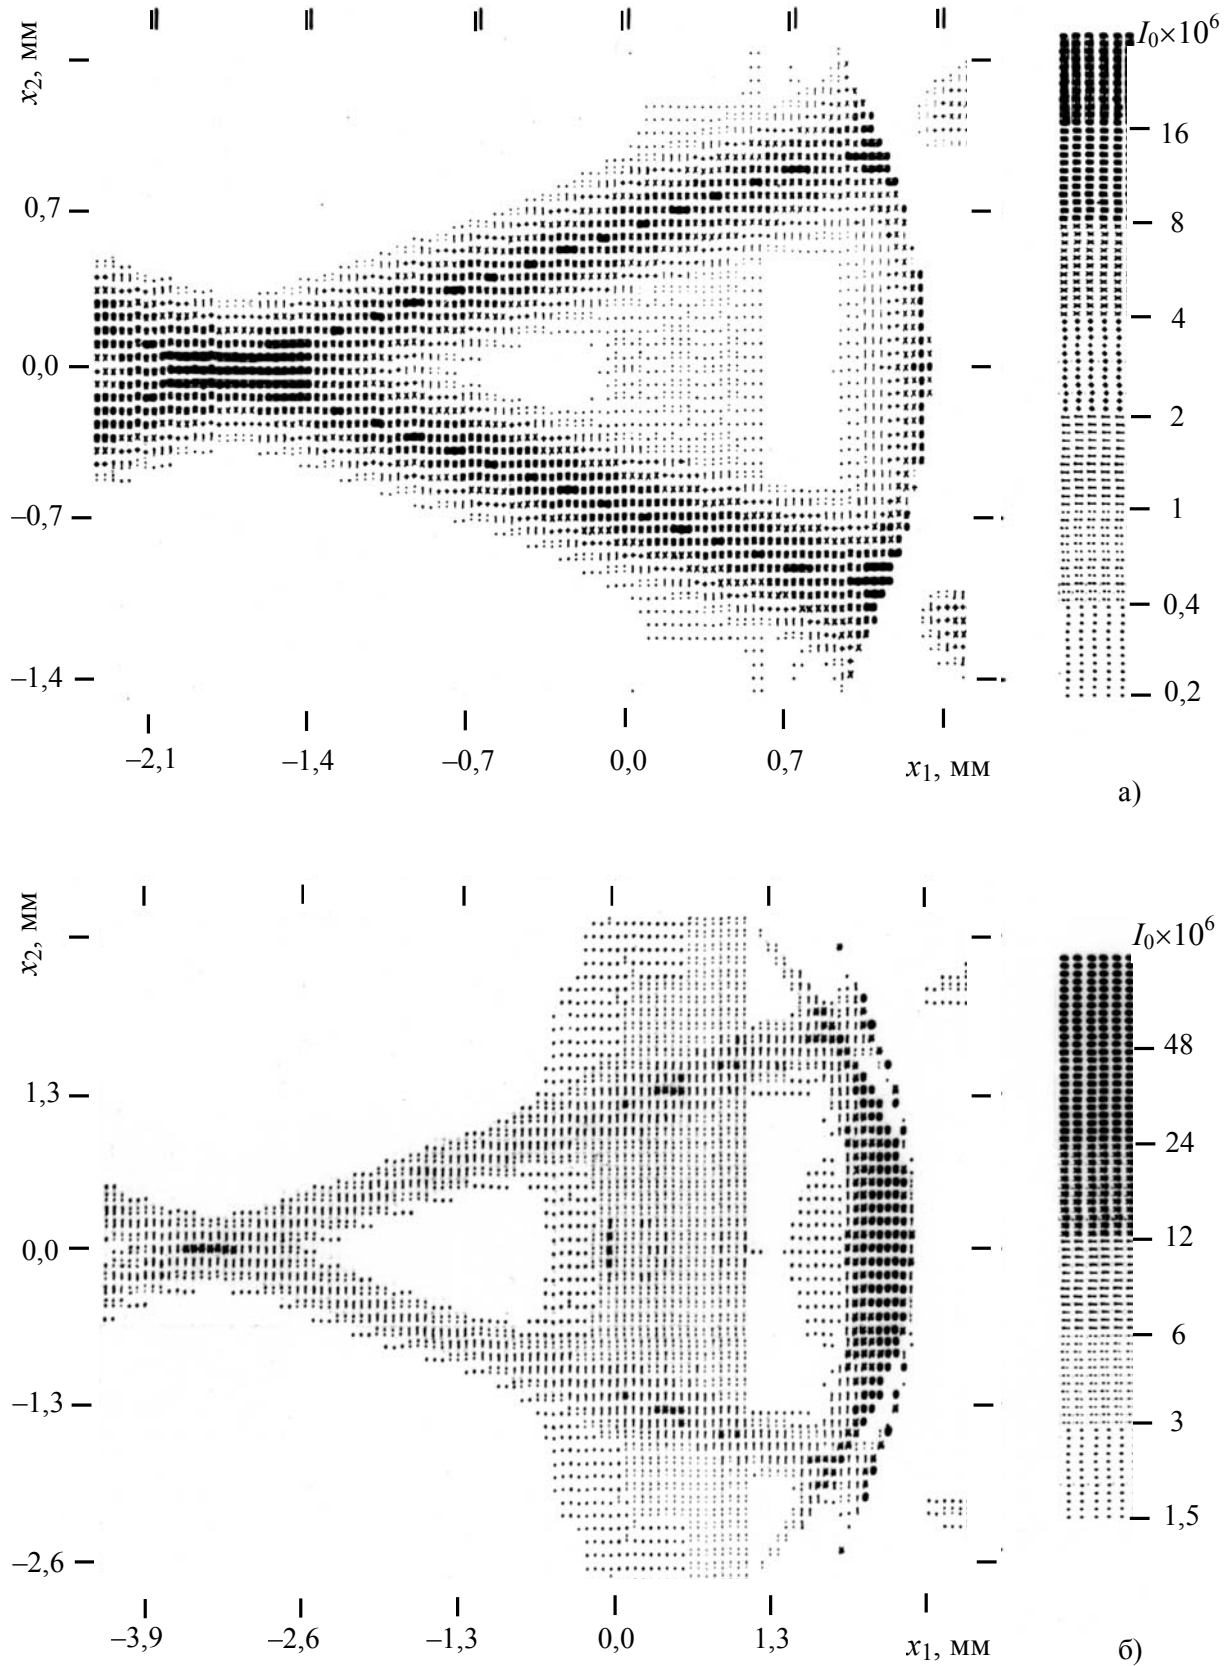 x₂, мм
I₀×10⁶
16
0,7
8
4
0,0
2
1
–0,7
0,4
–1,4
0,2
–2,1 –1,4 –0,7 0,0 0,7 x₁, мм
а)
x₂, мм
I₀×10⁶
48
1,3
24
0,0
12
6
–1,3
3
1,5
–2,6
–3,9 –2,6 –1,3 0,0 1,3 x₁, мм
б)